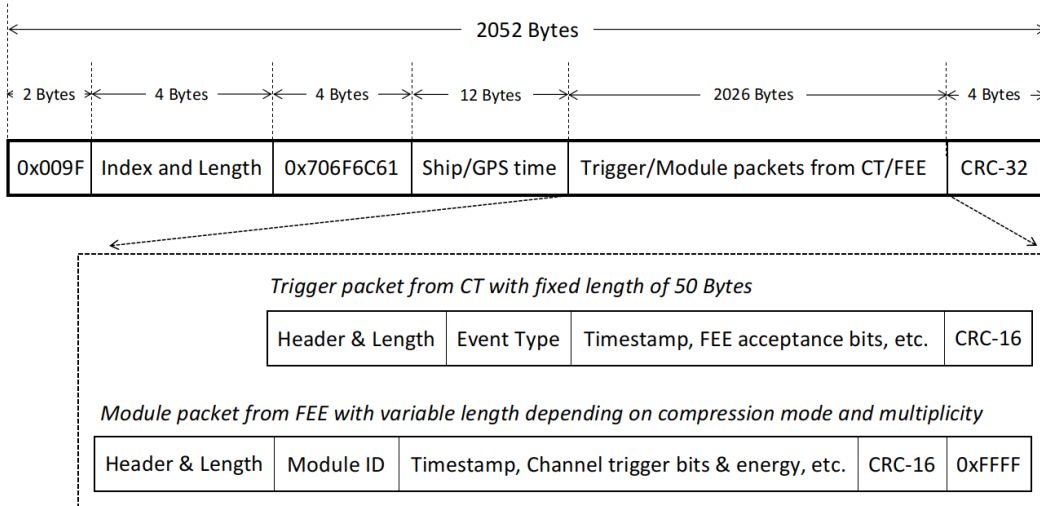 2052 Bytes
2 Bytes 4 Bytes 4 Bytes 12 Bytes 2026 Bytes 4 Bytes
0x009F Index and Length 0x706F6C61 Ship/GPS time Trigger/Module packets from CT/FEE CRC-32
Trigger packet from CT with fixed length of 50 Bytes
Header & Length Event Type Timestamp, FEE acceptance bits, etc. CRC-16
Module packet from FEE with variable length depending on compression mode and multiplicity
Header & Length Module ID Timestamp, Channel trigger bits & energy, etc. CRC-16 0xFFFF